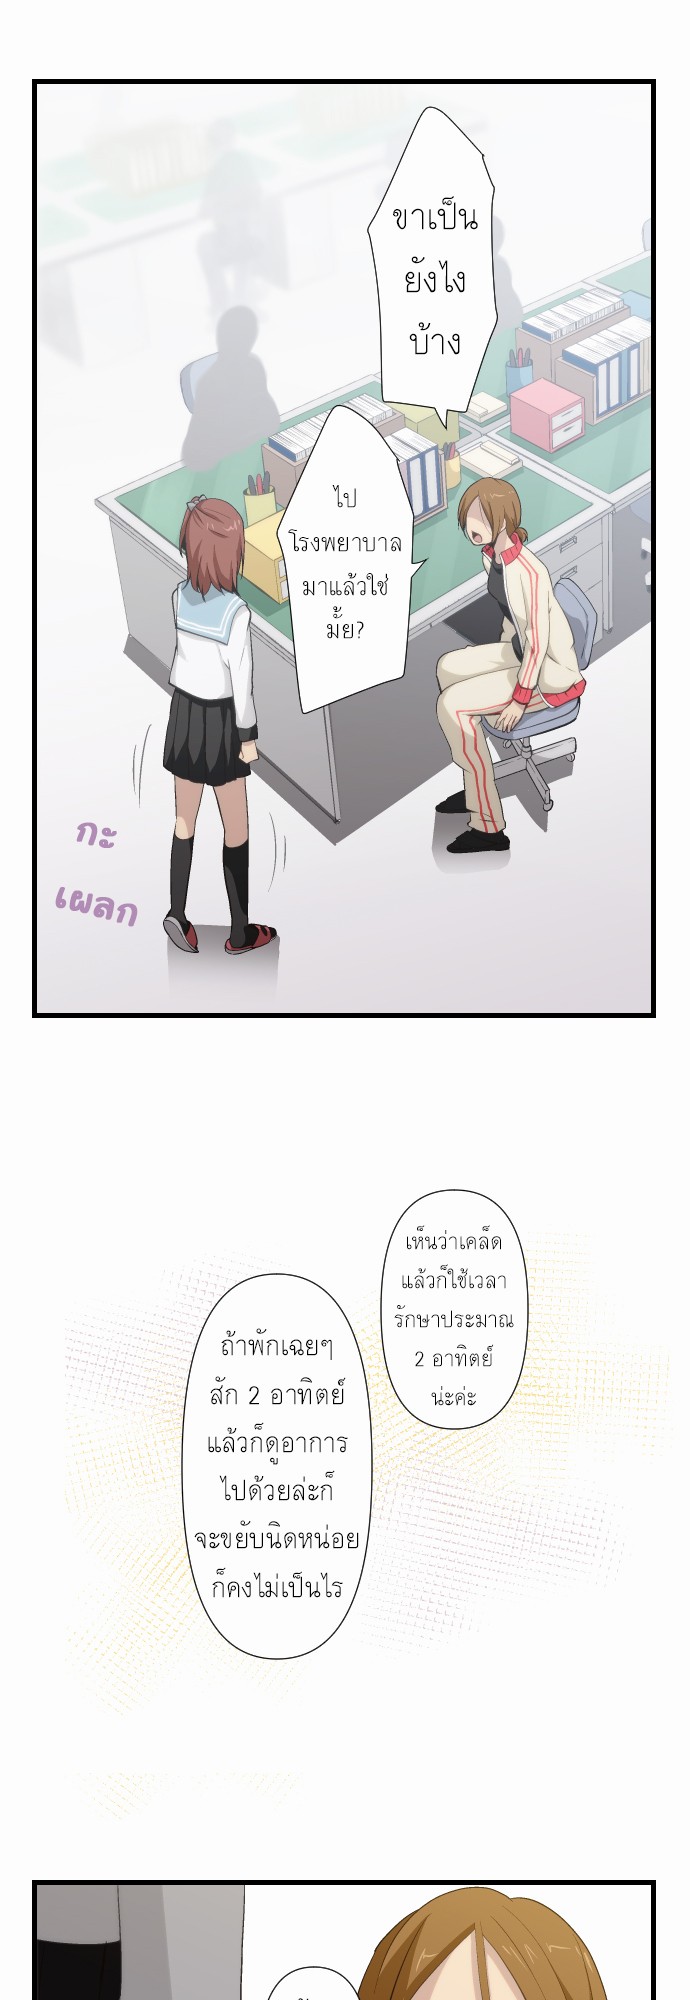 ขาเป็น
ยังไง
บ้าง
ไป
โรงพยาบาล
มาแล้วใช่
มั้ย?
กะ
เผลก
เห็นว่าเคล็ด
แล้วก็ใช้เวลา
รักษาประมาณ
2 อาทิตย์
น่ะค่ะ
ถ้าพักเฉยๆ
สัก 2 อาทิตย์
แล้วก็ดูอาการ
ไปด้วยล่ะก็
จะขยับนิดหน่อย
ก็คงไม่เป็นไร